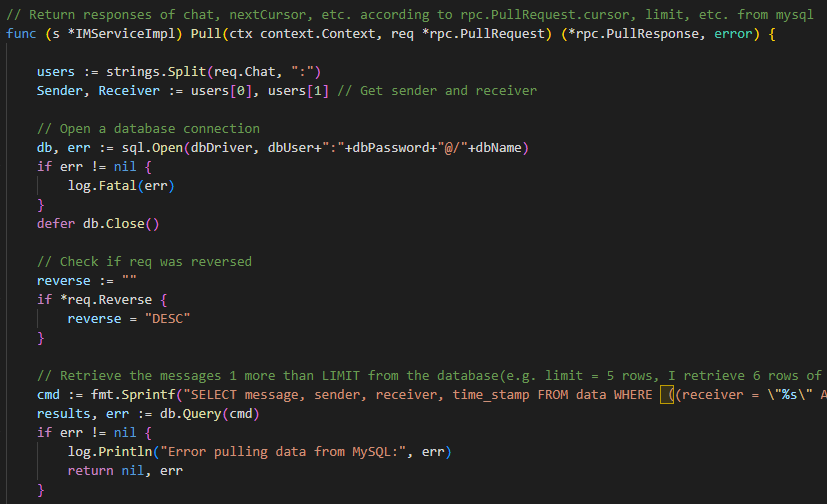 // Return responses of chat, nextCursor, etc. according to rpc.PullRequest.cursor, limit, etc. from mysql
func (s *IMServiceImpl) Pull(ctx context.Context, req *rpc.PullRequest) (*rpc.PullResponse, error) {
users := strings.Split(req.Chat, ":")
Sender, Receiver := users[0], users[1] // Get sender and receiver
// Open a database connection
db, err := sql.Open(dbDriver, dbUser+":"+dbPassword+"@/"+dbName)
if err != nil {
log.Fatal(err)
}
defer db.Close()
// Check if req was reversed
reverse := ""
if *req.Reverse {
reverse = "DESC"
}
// Retrieve the messages 1 more than LIMIT from the database(e.g. limit = 5 rows, I retrieve 6 rows of
cmd := fmt.Sprintf("SELECT message, sender, receiver, time_stamp FROM data WHERE ((receiver = \"%s\" A
results, err := db.Query(cmd)
if err != nil {
log.Println("Error pulling data from MySQL:", err)
return nil, err
}